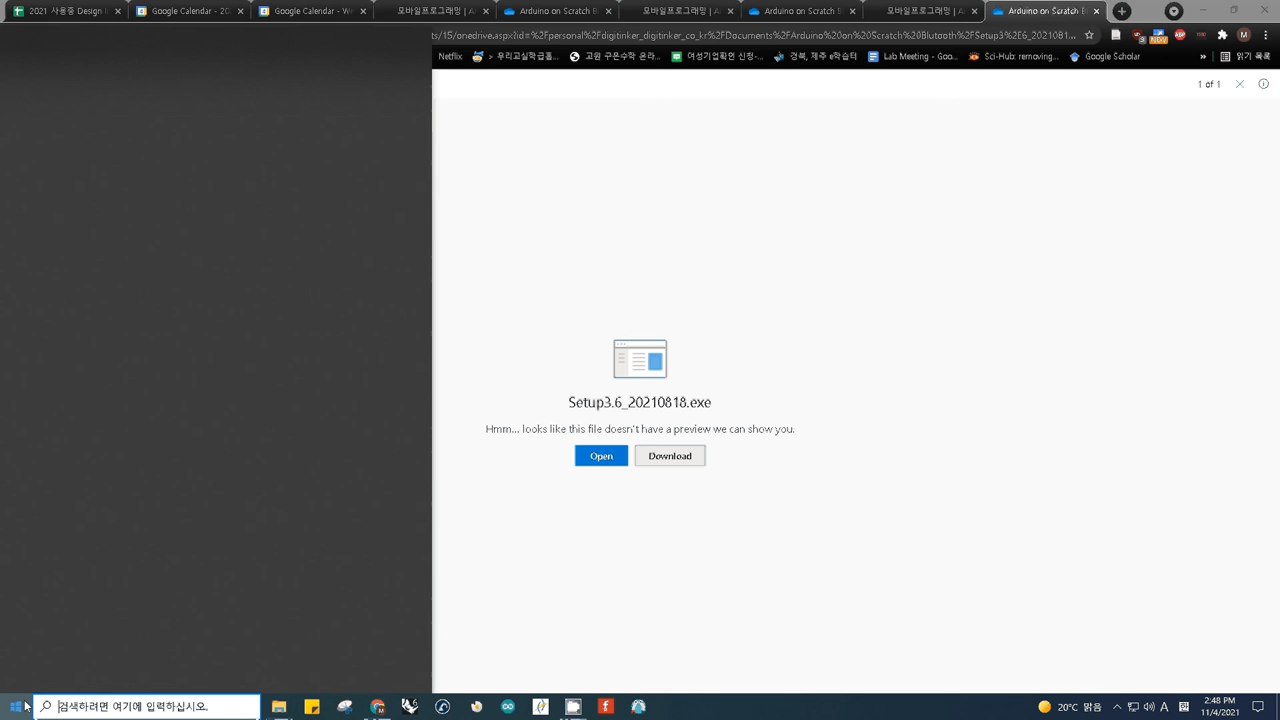 2021 사용중 Design I
Google Calendar - 20
Google Calendar - W
모바일프로그래밍 | A
Arduino on Scratch B
모바일프로그래밍 | A
Arduino on Scratch B
모바일프로그래밍 | A
Arduino on Scratch B
ts/15/onedrive.aspx?id=%2Fpersonal%2Fdigitinker_digitinker_co_kr%2FDocuments%2FArduino%20on%20Scratch%20Blutooth%2FSetup3%2E6_202108​1...
Netflix
> 우리교실학급홈...
고원 구몬수학 온라...
여성기업확인 신청-...
경북, 제주 e학습터
Lab Meeting - Goo...
Sci-Hub: removing...
Google Scholar
»
읽기 목록
1 of 1
Setup3.6_20210818.exe
Hmm... looks like this file doesn't have a preview we can show you.
Open
Download
검색하려면 여기에 입력하십시오.
20°C 맑음
A
2:48 PM
11/4/2021